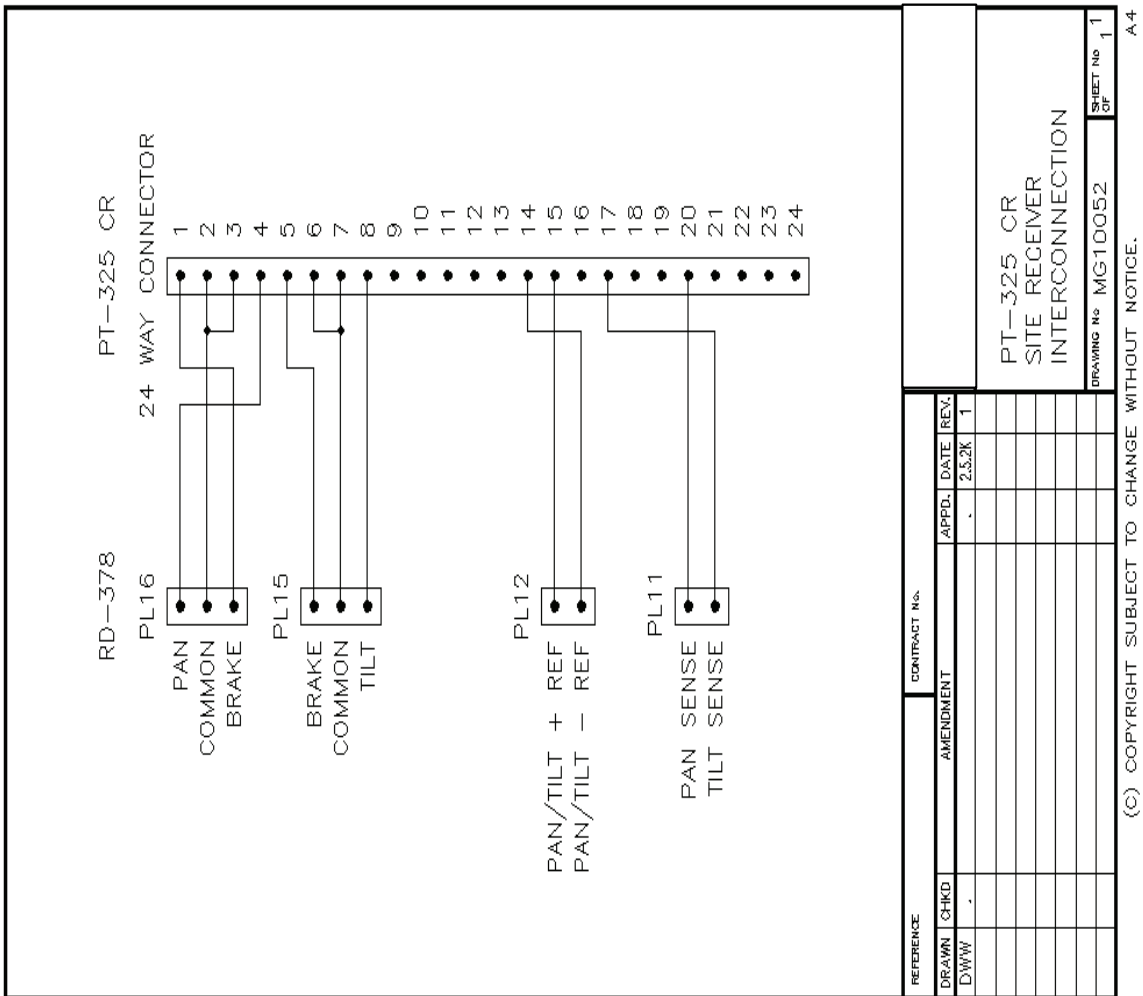 RD-378
PT-325 CR
PL16
24 WAY CONNECTOR
PAN
COMMON
BRAKE
PL15
BRAKE
COMMON
TILT
PL12
PAN/TILT + REF
PAN/TILT - REF
PL11
PAN SENSE
TILT SENSE
1
2
3
4
5
6
7
8
9
10
11
12
13
14
15
16
17
18
19
20
21
22
23
24
REFERENCE
CONTRACT No.
DRAWN CHKD AMENDMENT APPD. DATE REV.
DWW . . 2.5.2K 1
PT-325 CR
SITE RECEIVER
INTERCONNECTION
DRAWING No MG10052
SHEET No 1
OF 1
(C) COPYRIGHT SUBJECT TO CHANGE WITHOUT NOTICE.
A4